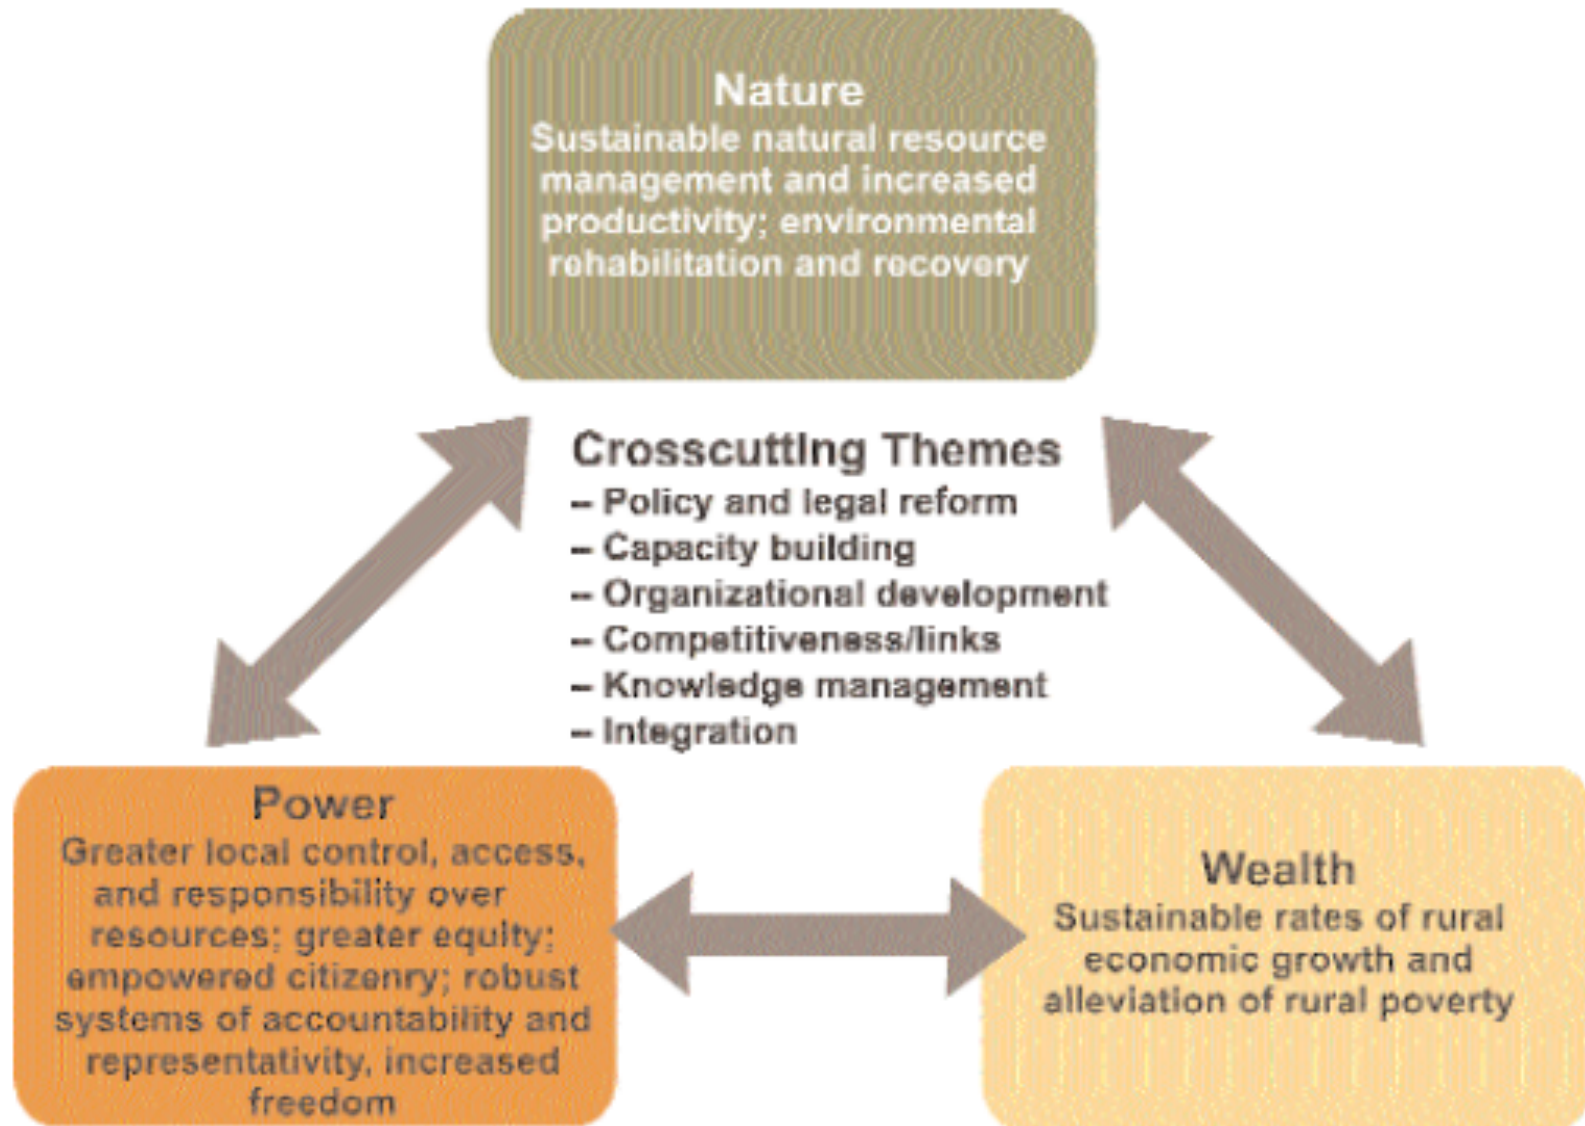 Nature
Sustainable natural resource
management and increased
productivity; environmental
rehabilitation and recovery
Crosscutting Themes
– Policy and legal reform
– Capacity building
– Organizational development
– Competitiveness/links
– Knowledge management
– Integration
Power
Greater local control, access,
and responsibility over
resources; greater equity;
empowered citizenry; robust
systems of accountability and
representativity, increased
freedom
Wealth
Sustainable rates of rural
economic growth and
alleviation of rural poverty